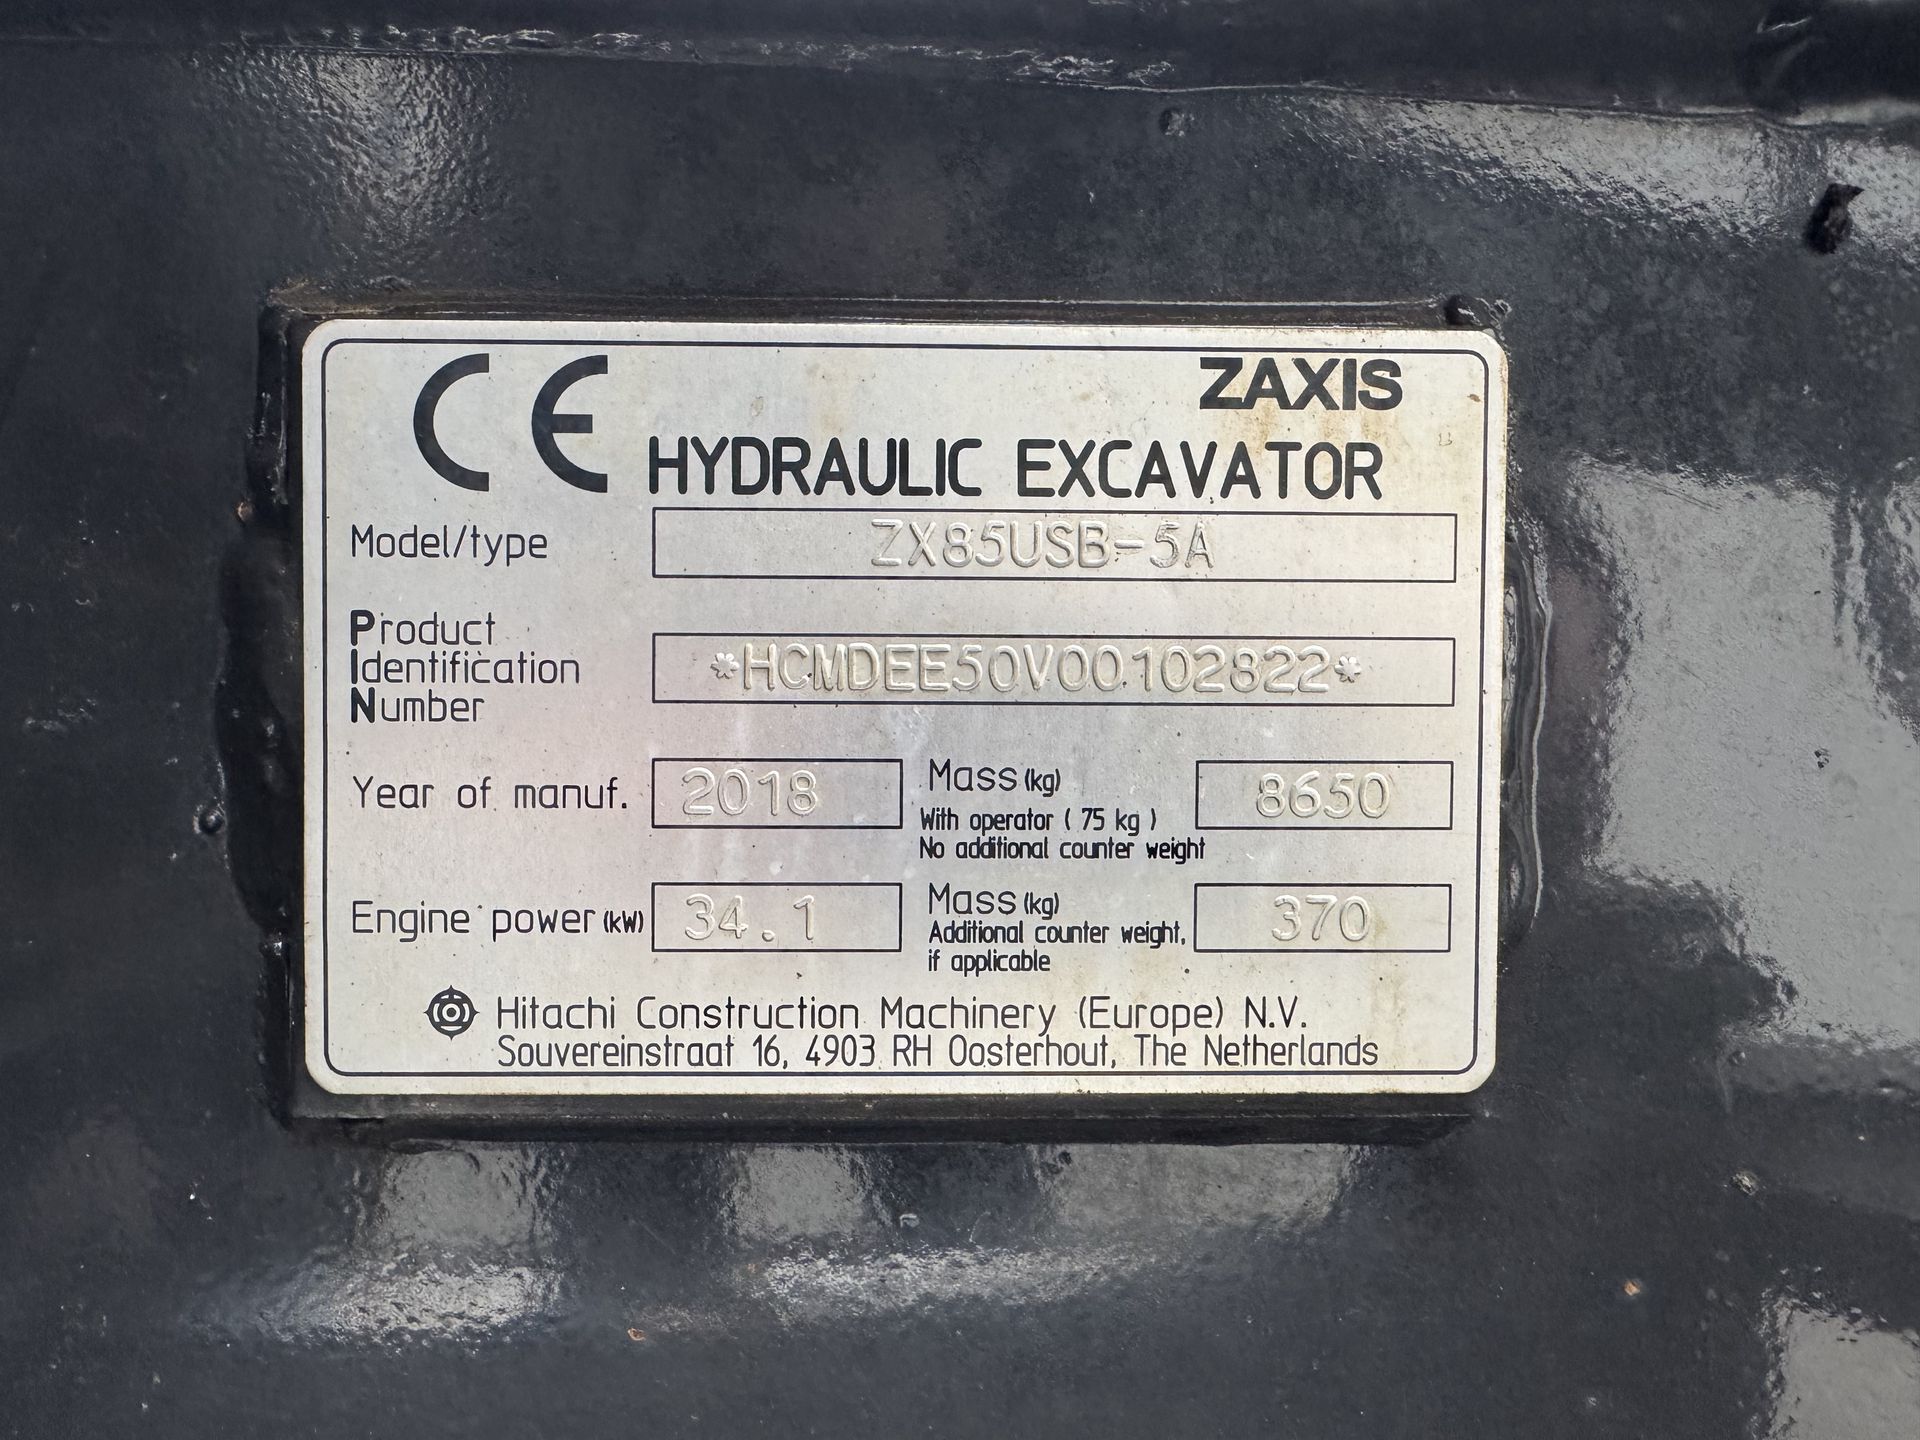 CE
ZAXIS
HYDRAULIC EXCAVATOR
Model/type ZX85USB-5A
Product
Identification *HCMDEE50V00102822*
Number
Year of manuf. 2018
Mass (kg) 8650
With operator ( 75 kg )
No additional counter weight
Engine power (kW) 34.1
Mass (kg) 370
Additional counter weight,
if applicable
Hitachi Construction Machinery (Europe) N.V.
Souvereinstraat 16, 4903 RH Oosterhout, The Netherlands